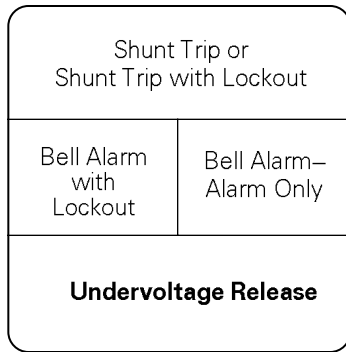 Shunt Trip or
Shunt Trip with Lockout
Bell Alarm
with
Lockout
Bell Alarm–
Alarm Only
Undervoltage Release